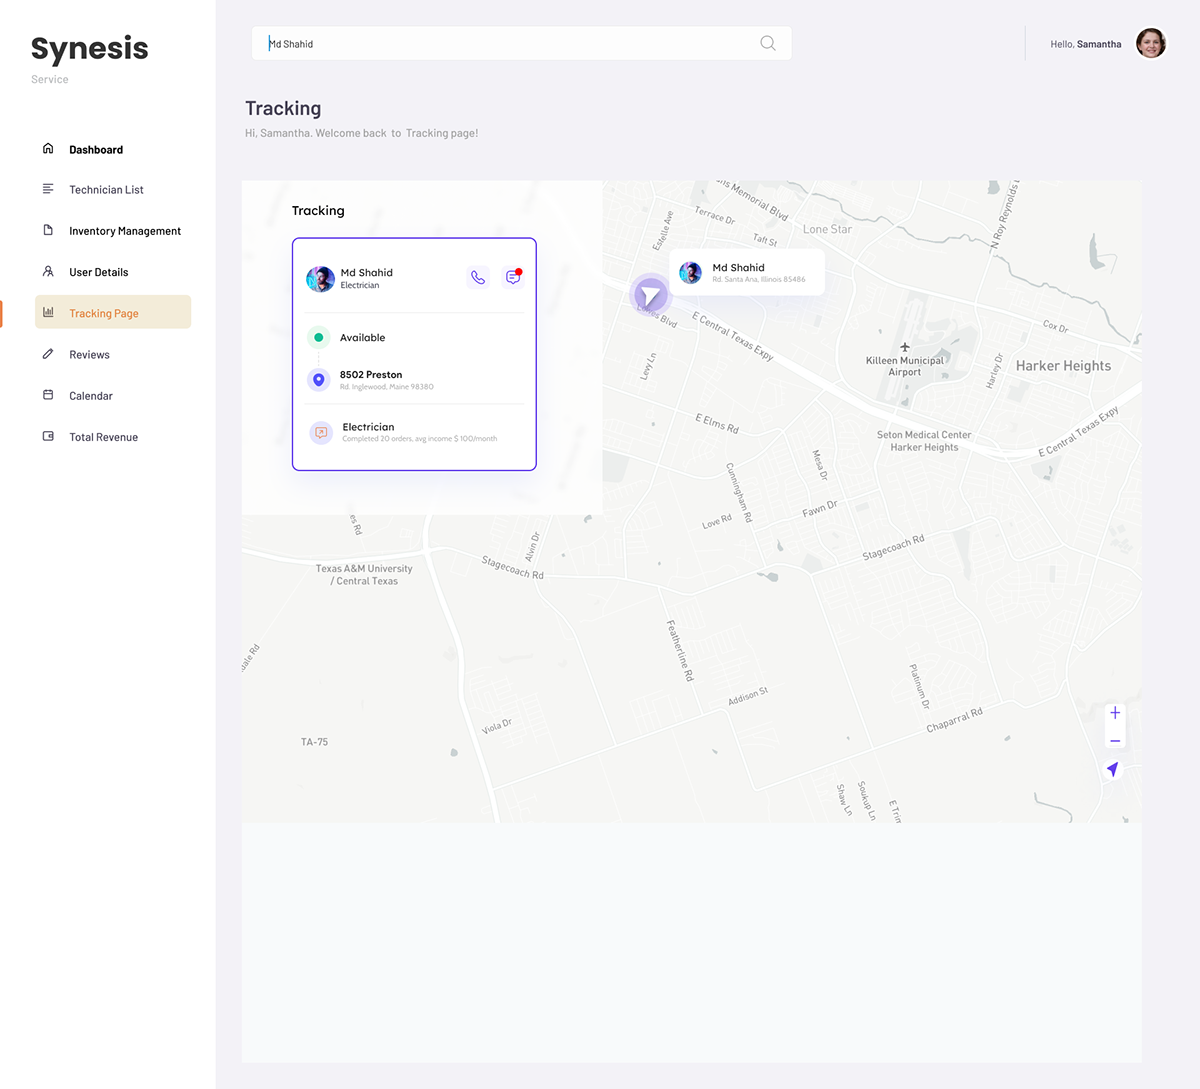 Synesis
Service
Md Shahid
Hello, Samantha
Tracking
Hi, Samantha. Welcome back to Tracking page!
Dashboard
Technician List
Inventory Management
User Details
Tracking Page
Reviews
Calendar
Total Revenue
Tracking
Md Shahid
Electrician
Available
8502 Preston
Rd. Inglewood, Maine 98380
Electrician
Completed 20 orders, avg income $ 100/month
Md Shahid
Rd. Santa Ana, Illinois 85486
Memorial Blvd
Terrace Dr
Taft St
Estelle Ave
Lone Star
N Roy Reynolds
Blvd
E Central Texas Expy
Levy Ln
Cox Dr
Killeen Municipal
Airport
Harley Dr
Harker Heights
E Elms Rd
Seton Medical Center
Harker Heights
E Central Texas Expy
Mesa Dr
Cunningham Rd
Fawn Dr
Love Rd
es Rd
Alvin Dr
Stagecoach Rd
Stagecoach Rd
Texas A&M University
/ Central Texas
dale Rd
Featherline Rd
Addison St
Platinum Dr
Chaparral Rd
Viola Dr
TA-75
Shaw Ln
Soukup Ln
E Trim